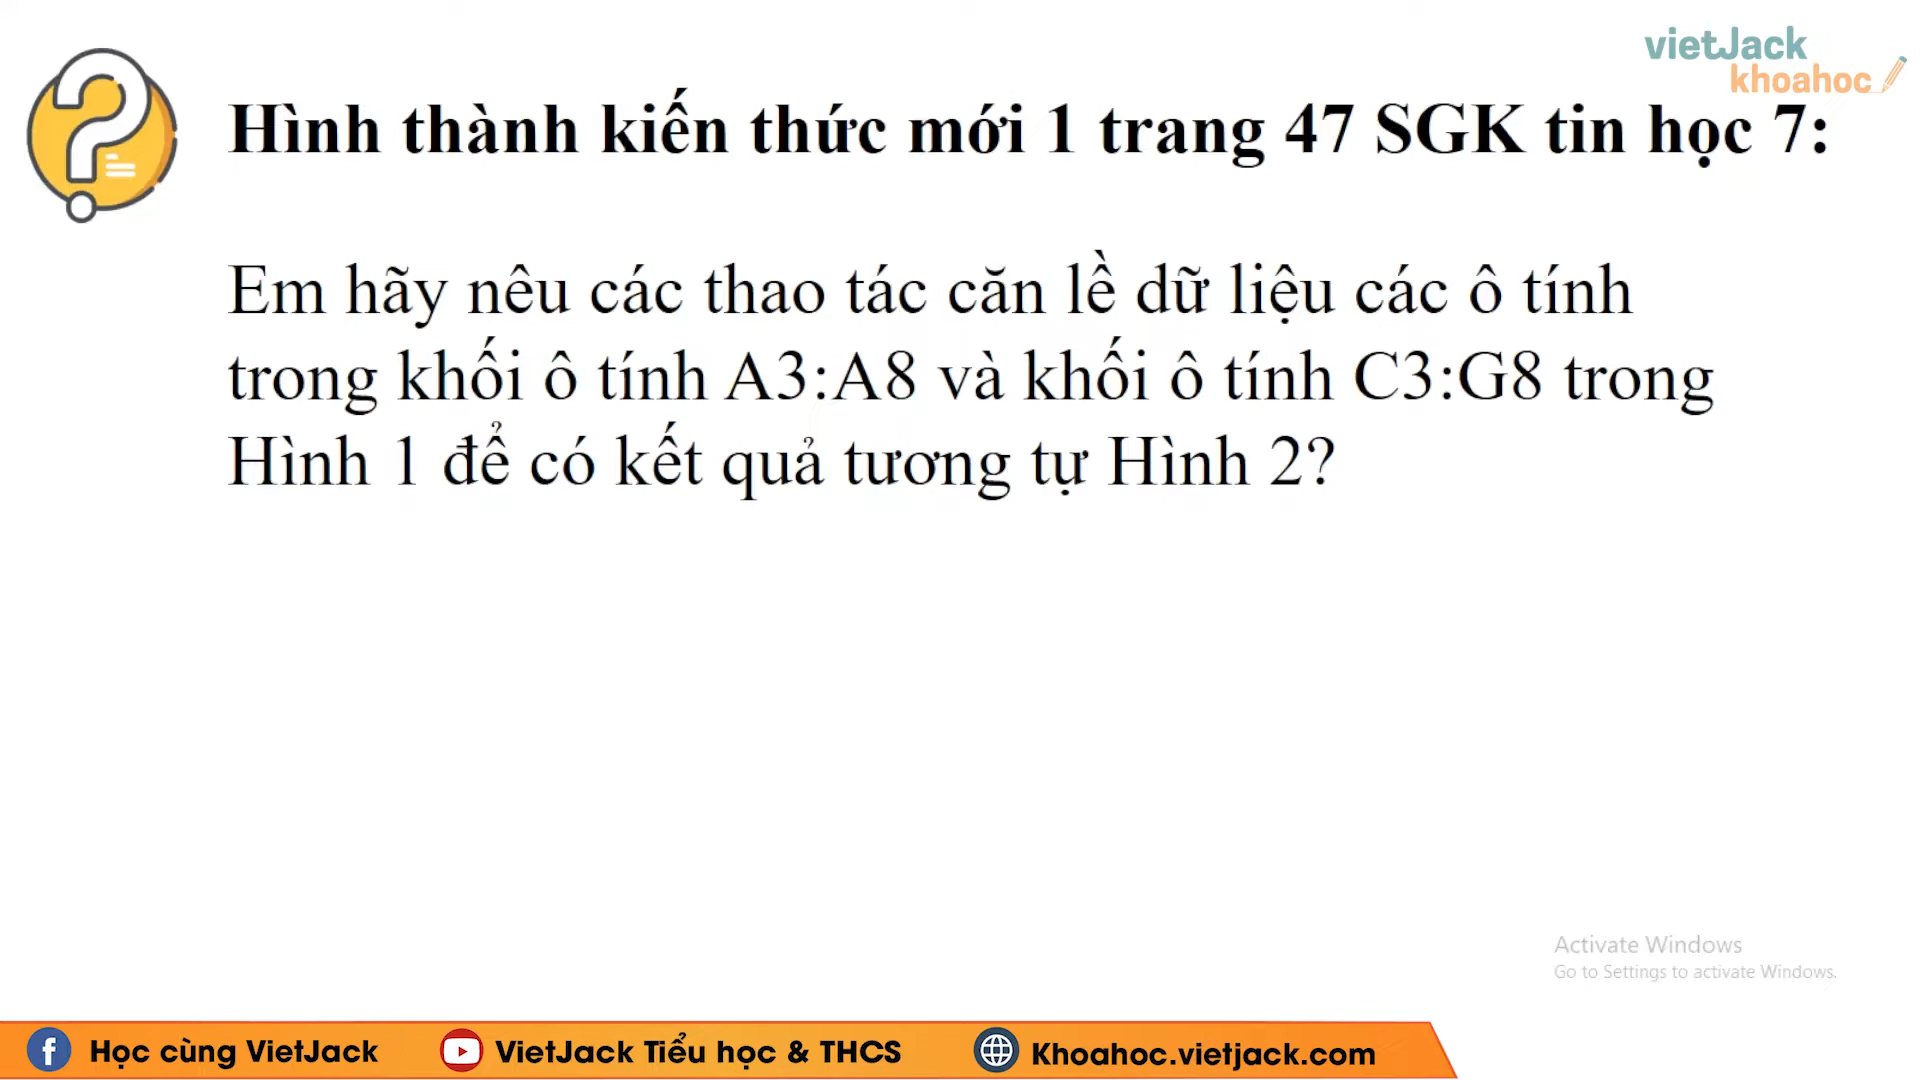 vietJack
khoahoc
Hình thành kiến thức mới 1 trang 47 SGK tin học 7:
Em hãy nêu các thao tác căn lề dữ liệu các ô tính
trong khối ô tính A3:A8 và khối ô tính C3:G8 trong
Hình 1 để có kết quả tương tự Hình 2?
Activate Windows
Go to Settings to activate Windows.
Học cùng VietJack
VietJack Tiểu học & THCS
Khoahoc.vietjack.com